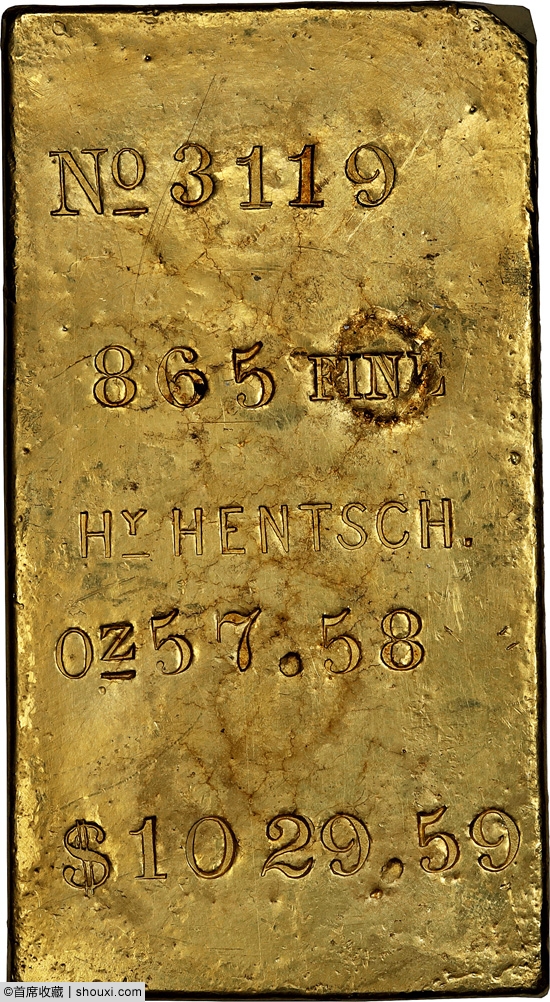 No 3119
865 FINE
HY HENTSCH.
Oz 57.58
$1029.59
©首席收藏 | shouxi.com